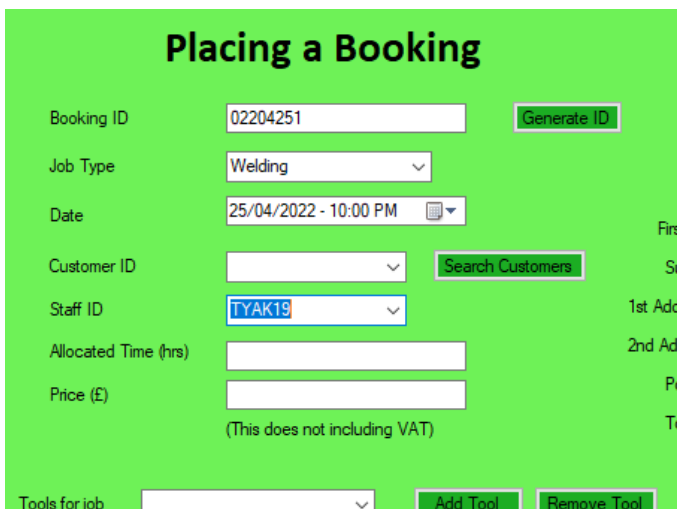 Placing a Booking
Booking ID 02204251 Generate ID
Job Type Welding
Date 25/04/2022 - 10:00 PM
Customer ID Search Customers
Staff ID TYAK19
Allocated Time (hrs)
Price (£)
(This does not including VAT)
Tools for job Add Tool Remove Tool